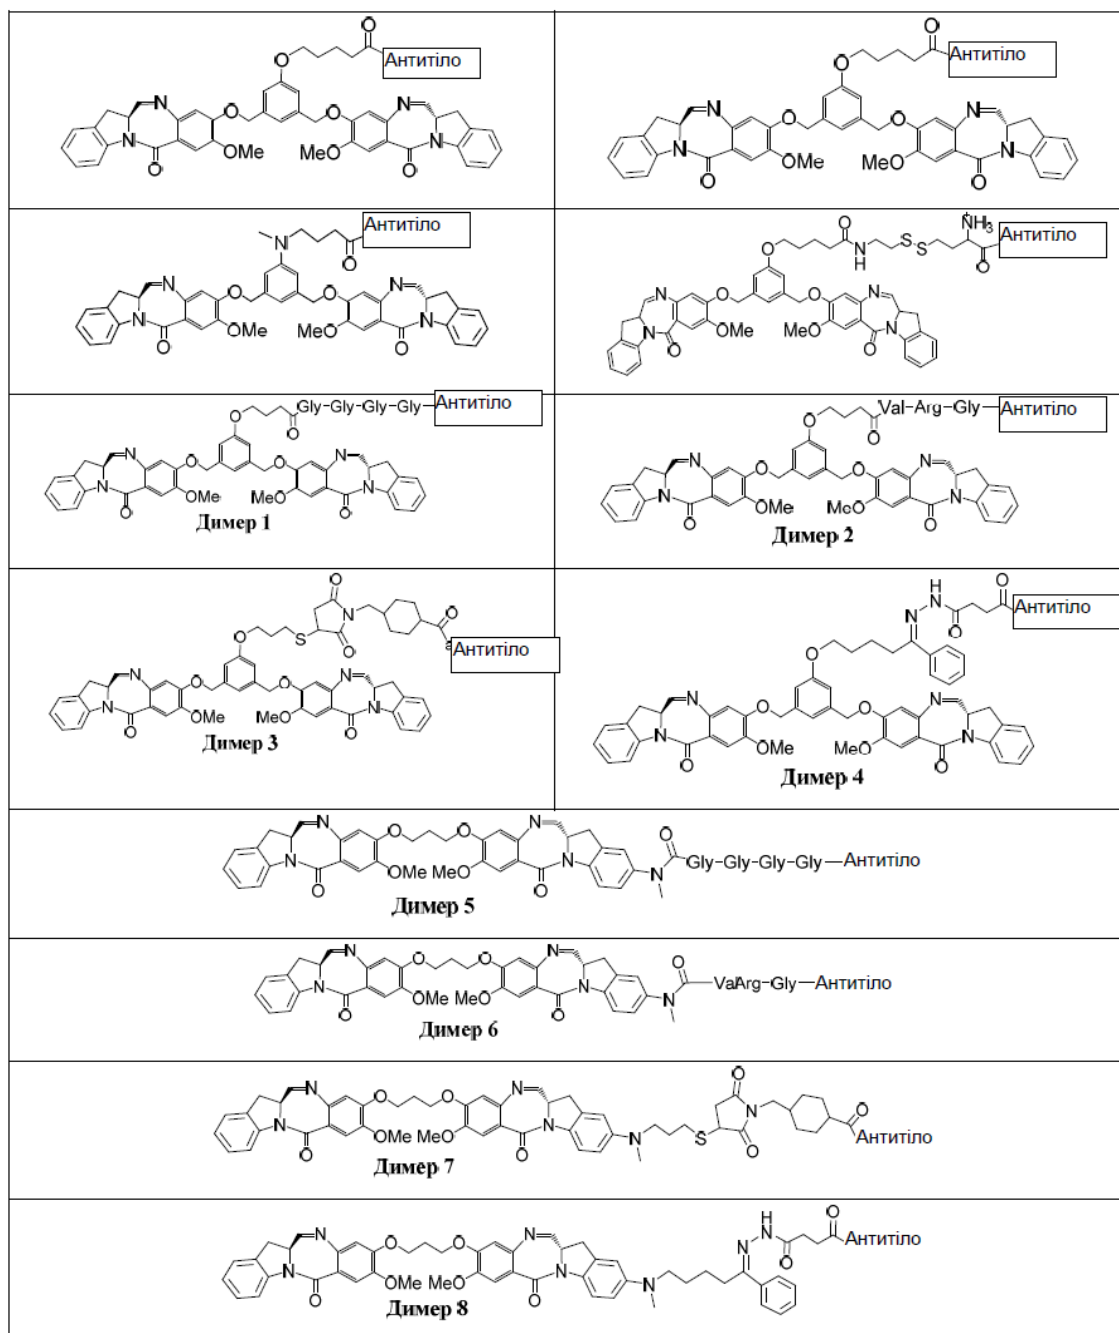 O
O Антитіло
N O O N
N OMe MeO N
O O
O
O Антитіло
N O O N
N OMe MeO N
O O
Антитіло
N O
N O O N
N OMe MeO N
O O
O S NH₃
O N S Антитіло
H O
N O O N
N OMe MeO N
O O
O Gly–Gly–Gly–Gly–Антитіло
O
N O O N
N OMe MeO N
O O
Димер 1
O Val–Arg–Gly–Антитіло
O
N O O N
N OMe MeO N
O O
Димер 2
O
N O
O S O Антитіло
N O O N
N OMe MeO N
O O
Димер 3
H O
N N Антитіло
O
O
N O O N
N OMe MeO N
O O
Димер 4
N O O N O
N OMe MeO N N Gly–Gly–Gly–Gly–Антитіло
O O
Димер 5
N O O N O
N OMe MeO N N ValArg–Gly–Антитіло
O O
Димер 6
O
N O O N N O
N OMe MeO N N S O Антитіло
O O
Димер 7
H O
N O O N N N Антитіло
N OMe MeO N N O
O O
Димер 8